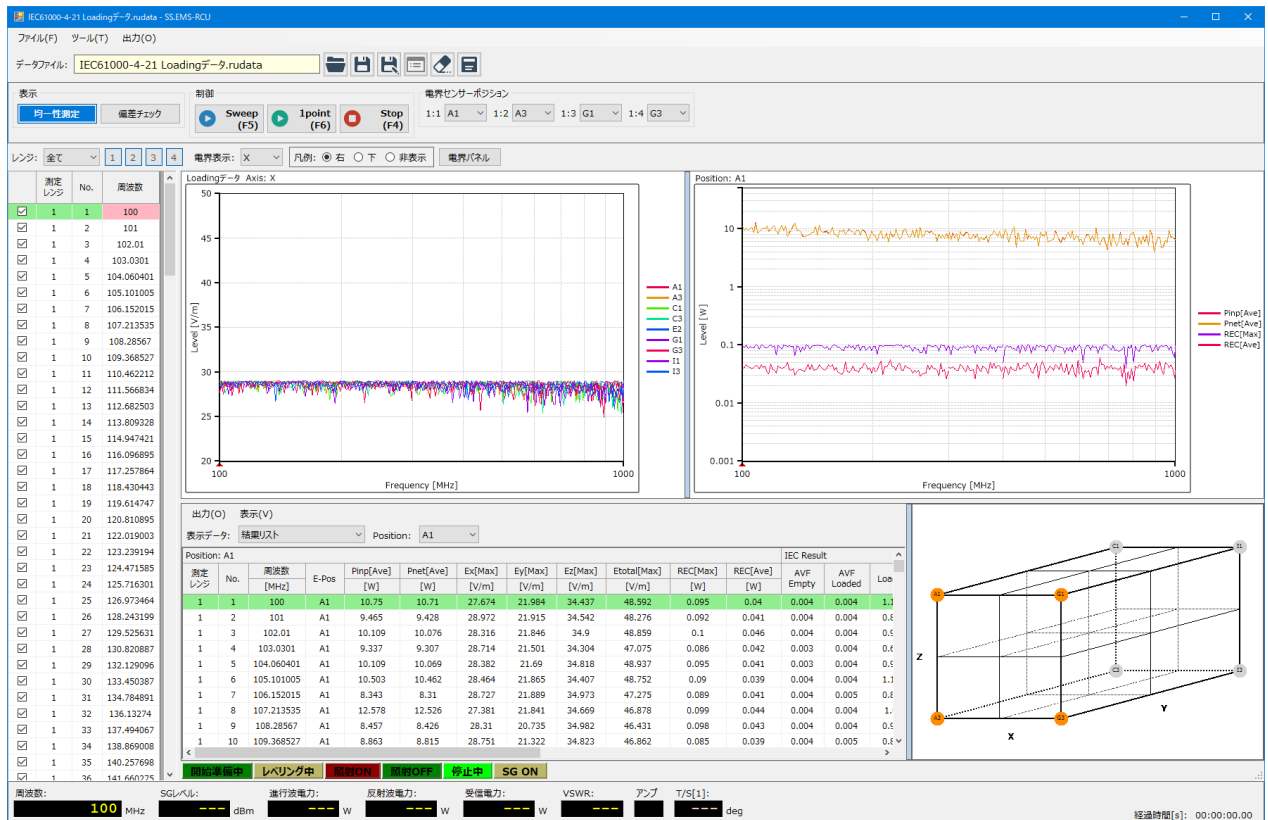 IEC61000-4-21 Loadingデータ.rudata - SS.EMS-RCU
ファイル(F) ツール(T) 出力(O)
データファイル: IEC61000-4-21 Loadingデータ.rudata
表示 制御 電界センサーポジション
均一性測定 偏差チェック Sweep (F5) 1point (F6) Stop (F4) 1:1 A1 1:2 A3 1:3 G1 1:4 G3
レンジ: 全て 1 2 3 4 電界表示: X 凡例: 右 下 非表示 電界パネル
測定レンジ No. 周波数
1 1 100
1 2 101
1 3 102.01
1 4 103.0301
1 5 104.060401
1 6 105.101005
1 7 106.152015
1 8 107.213535
1 9 108.28567
1 10 109.368527
1 11 110.462212
1 12 111.566834
1 13 112.682503
1 14 113.809328
1 15 114.947421
1 16 116.096895
1 17 117.257864
1 18 118.430443
1 19 119.614747
1 20 120.810895
1 21 122.019003
1 22 123.239194
1 23 124.471585
1 24 125.716301
1 25 126.973464
1 26 128.243199
1 27 129.525631
1 28 130.820887
1 29 132.129096
1 30 133.450387
1 31 134.784891
1 32 136.13274
1 33 137.494067
1 34 138.869008
1 35 140.257698
1 36 141.660275
Loadingデータ Axis: X
50
45
40
35
30
25
20
Level [V/m]
100 1000
Frequency [MHz]
A1
A3
C1
C3
E2
G1
G3
I1
I3
Position: A1
10
1
0.1
0.01
0.001
Level [W]
100 1000
Frequency [MHz]
Pinp[Ave]
Pnet[Ave]
REC[Max]
REC[Ave]
出力(O) 表示(V)
表示データ: 結果リスト Position: A1
Position: A1 IEC Result
測定レンジ No. 周波数 [MHz] E-Pos Pinp[Ave] [W] Pnet[Ave] [W] Ex[Max] [V/m] Ey[Max] [V/m] Ez[Max] [V/m] Etotal[Max] [V/m] REC[Max] [W] REC[Ave] [W] AVF Empty AVF Loaded Loa
1 1 100 A1 10.75 10.71 27.674 21.984 34.437 48.592 0.095 0.04 0.004 0.004 1.1
1 2 101 A1 9.465 9.428 28.972 21.915 34.542 48.276 0.092 0.041 0.004 0.004 0.8
1 3 102.01 A1 10.109 10.076 28.316 21.846 34.9 48.859 0.1 0.046 0.004 0.004 0.9
1 4 103.0301 A1 9.337 9.307 28.714 21.501 34.304 47.075 0.086 0.042 0.003 0.004 0.6
1 5 104.060401 A1 10.109 10.069 28.382 21.69 34.818 48.937 0.095 0.041 0.003 0.004 0.9
1 6 105.101005 A1 10.503 10.462 28.464 21.865 34.407 48.752 0.09 0.039 0.004 0.004 1.1
1 7 106.152015 A1 8.343 8.31 28.727 21.889 34.973 47.275 0.089 0.041 0.004 0.005 0.8
1 8 107.213535 A1 12.578 12.526 27.381 21.841 34.669 46.878 0.099 0.044 0.004 0.004 1.
1 9 108.28567 A1 8.457 8.426 28.31 20.735 34.982 46.431 0.098 0.043 0.004 0.004 0.9
1 10 109.368527 A1 8.863 8.815 28.751 21.322 34.823 46.862 0.085 0.039 0.004 0.005 0.8
C1 I1
A1 G1
Z
C3 I3
A3 G3
Y
X
開始準備中 レベリング中 照射ON 照射OFF 停止中 SG ON
周波数: SGレベル: 進行波電力: 反射波電力: 受信電力: VSWR: アンプ T/S[1]:
100 MHz --- dBm --- W --- W --- W --- --- deg
経過時間[s]: 00:00:00.00